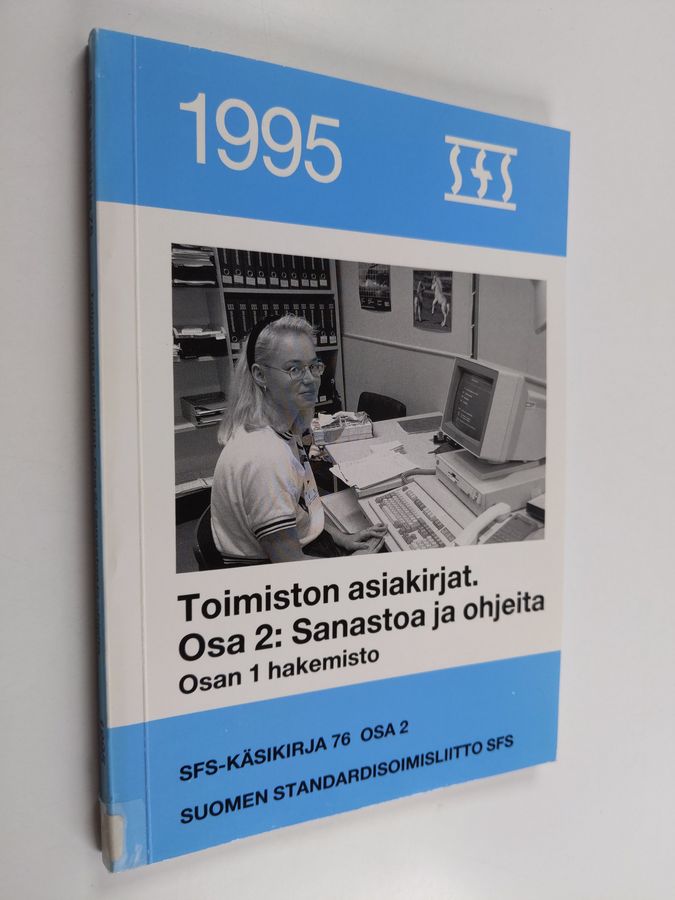 1995
SFS
Toimiston asiakirjat.
Osa 2: Sanastoa ja ohjeita
Osan 1 hakemisto
SFS-KÄSIKIRJA 76 OSA 2
SUOMEN STANDARDISOIMISLIITTO SFS